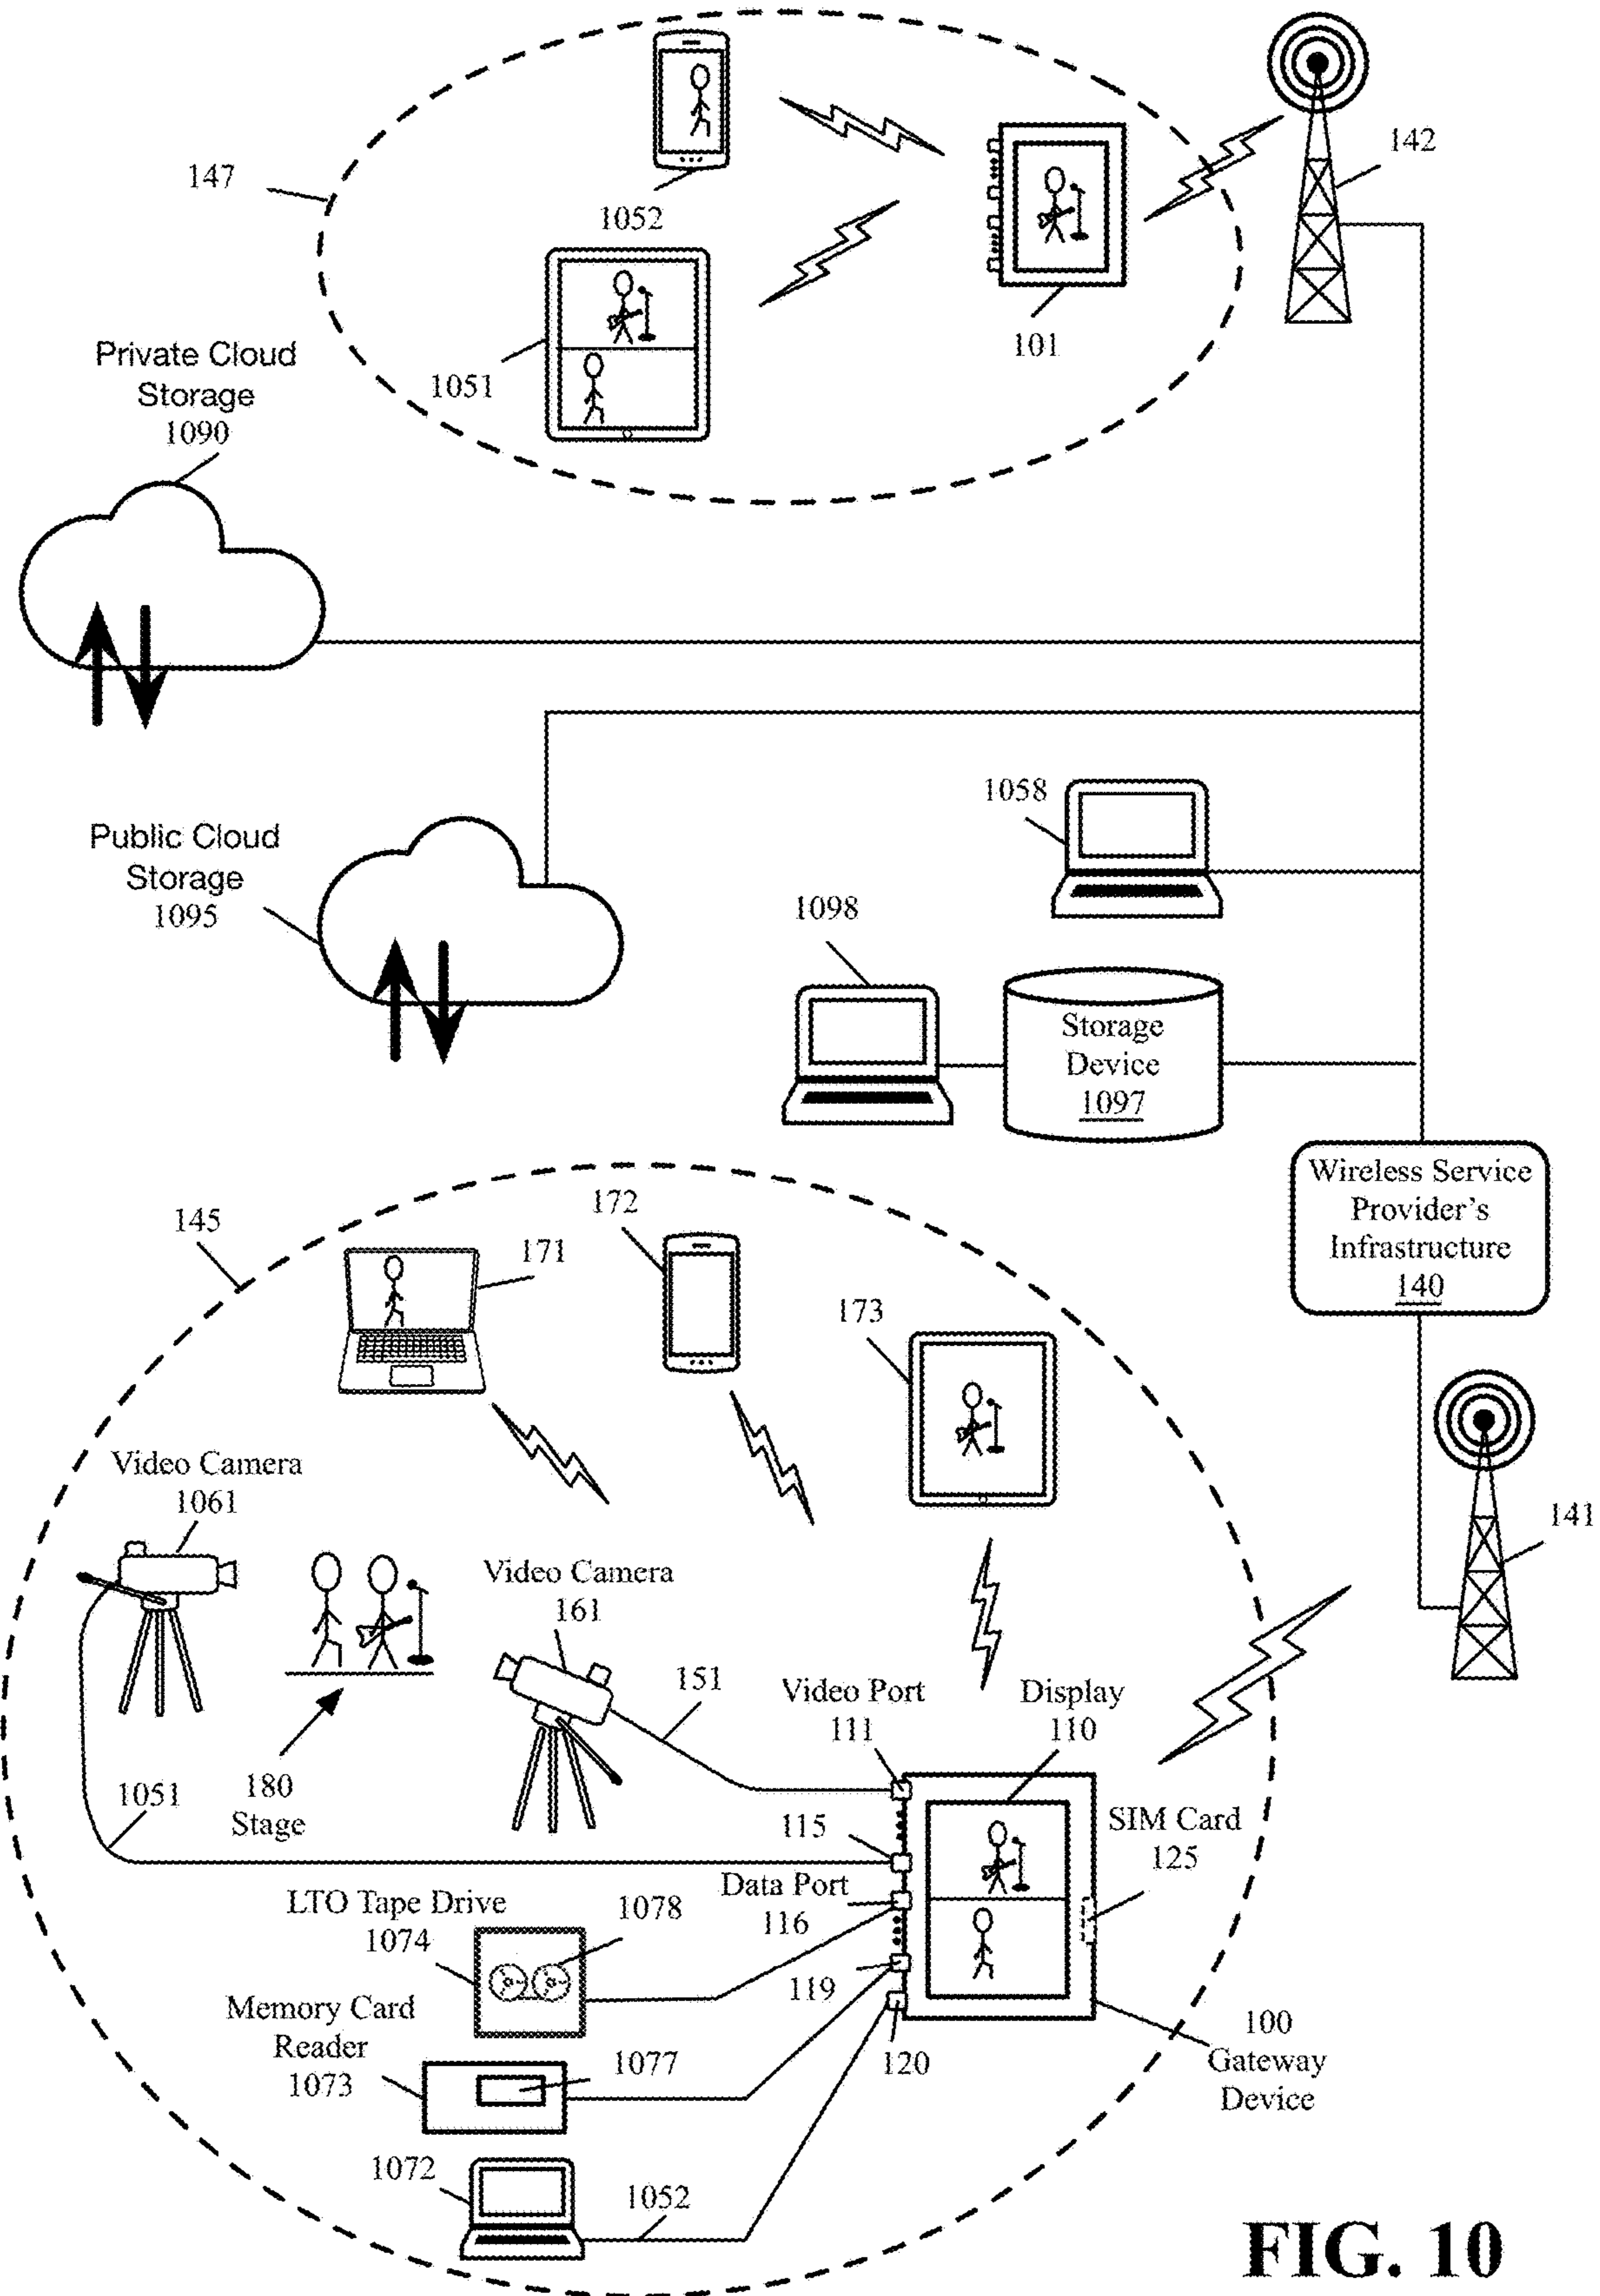 142
147
1052
101
1051
Private Cloud
Storage
1090
1058
Public Cloud
Storage
1095
1098
Storage
Device
1097
Wireless Service
Provider's
Infrastructure
140
145
172
171
173
Video Camera
1061
141
Video Camera
161
151
Video Port
111
Display
110
1051
180
Stage
115
SIM Card
125
Data Port
116
LTO Tape Drive
1074
1078
119
Memory Card
Reader
1073
1077
120
100
Gateway
Device
1072
1052
FIG. 10